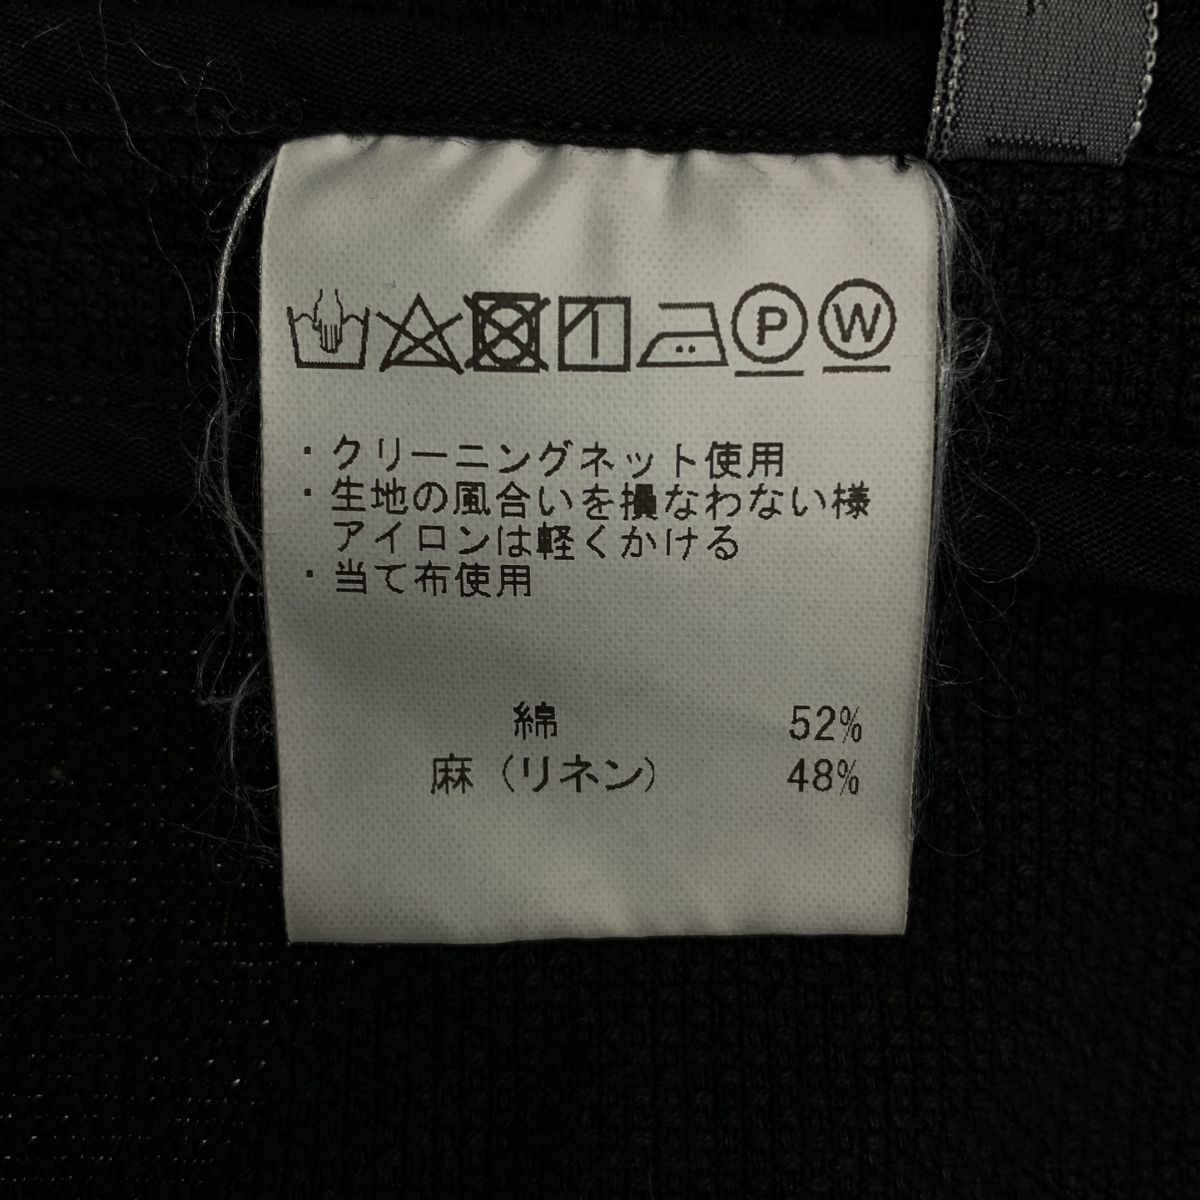 P W
・クリーニングネット使用
・生地の風合いを損なわない様
アイロンは軽くかける
・当て布使用
綿 52%
麻（リネン） 48%